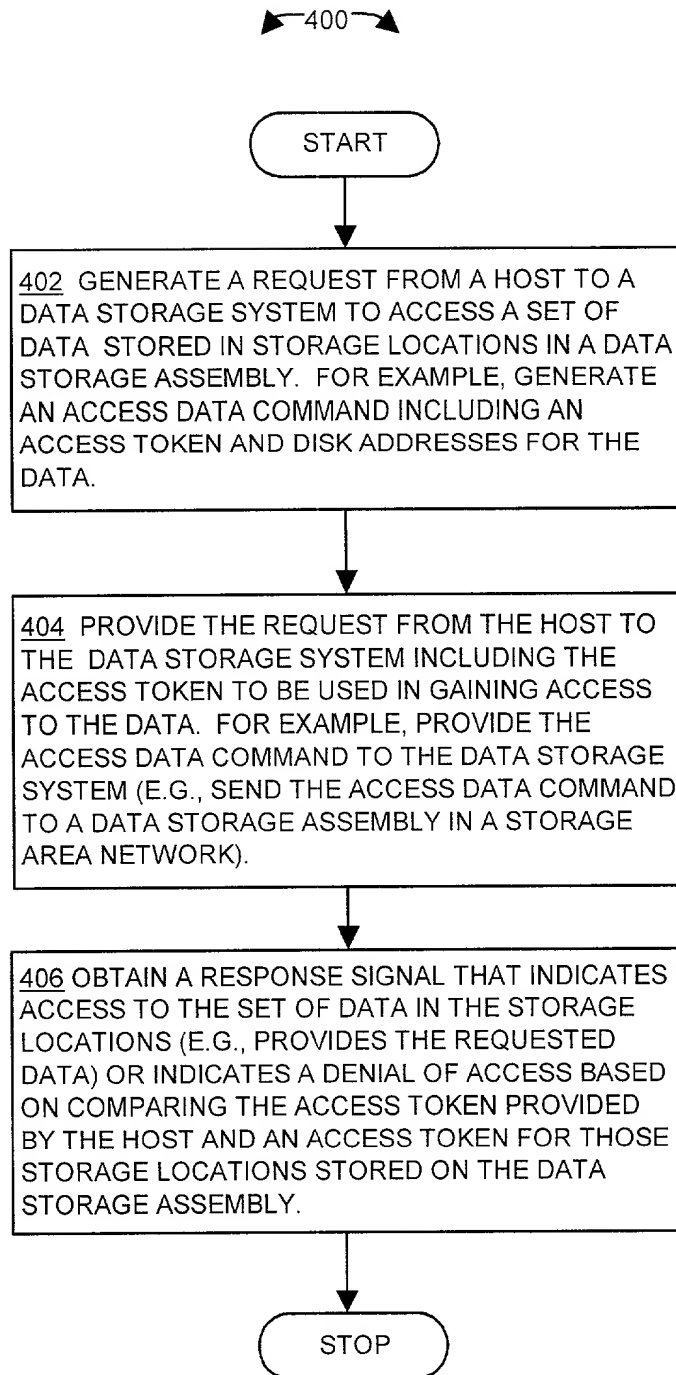 400
START
402 GENERATE A REQUEST FROM A HOST TO A
DATA STORAGE SYSTEM TO ACCESS A SET OF
DATA STORED IN STORAGE LOCATIONS IN A DATA
STORAGE ASSEMBLY. FOR EXAMPLE, GENERATE
AN ACCESS DATA COMMAND INCLUDING AN
ACCESS TOKEN AND DISK ADDRESSES FOR THE
DATA.
404 PROVIDE THE REQUEST FROM THE HOST TO
THE DATA STORAGE SYSTEM INCLUDING THE
ACCESS TOKEN TO BE USED IN GAINING ACCESS
TO THE DATA. FOR EXAMPLE, PROVIDE THE
ACCESS DATA COMMAND TO THE DATA STORAGE
SYSTEM (E.G., SEND THE ACCESS DATA COMMAND
TO A DATA STORAGE ASSEMBLY IN A STORAGE
AREA NETWORK).
406 OBTAIN A RESPONSE SIGNAL THAT INDICATES
ACCESS TO THE SET OF DATA IN THE STORAGE
LOCATIONS (E.G., PROVIDES THE REQUESTED
DATA) OR INDICATES A DENIAL OF ACCESS BASED
ON COMPARING THE ACCESS TOKEN PROVIDED
BY THE HOST AND AN ACCESS TOKEN FOR THOSE
STORAGE LOCATIONS STORED ON THE DATA
STORAGE ASSEMBLY.
STOP